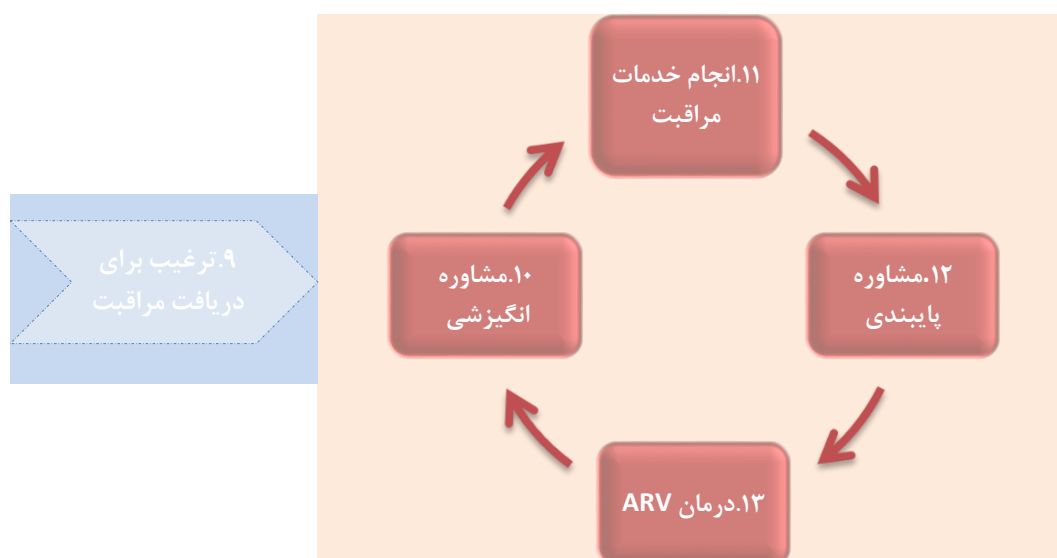 ۹.ترغیب برای
دریافت مراقبت
۱۰.مشاوره
انگیزشی
۱۱.انجام خدمات
مراقبت
۱۲.مشاوره
پایبندی
۱۳.درمان ARV